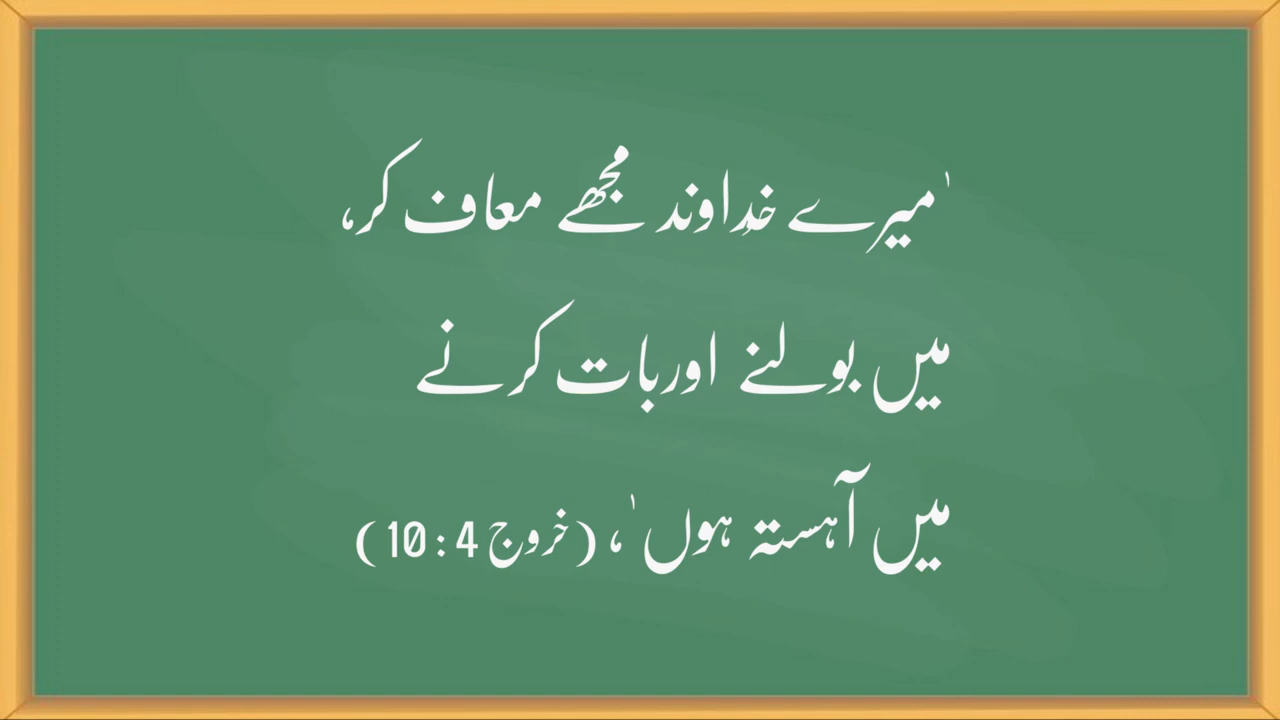 'میرے خداوند مجھے معاف کر،
میں بولنے اور بات کرنے
میں آہستہ ہوں'، (خروج 4 : 10)